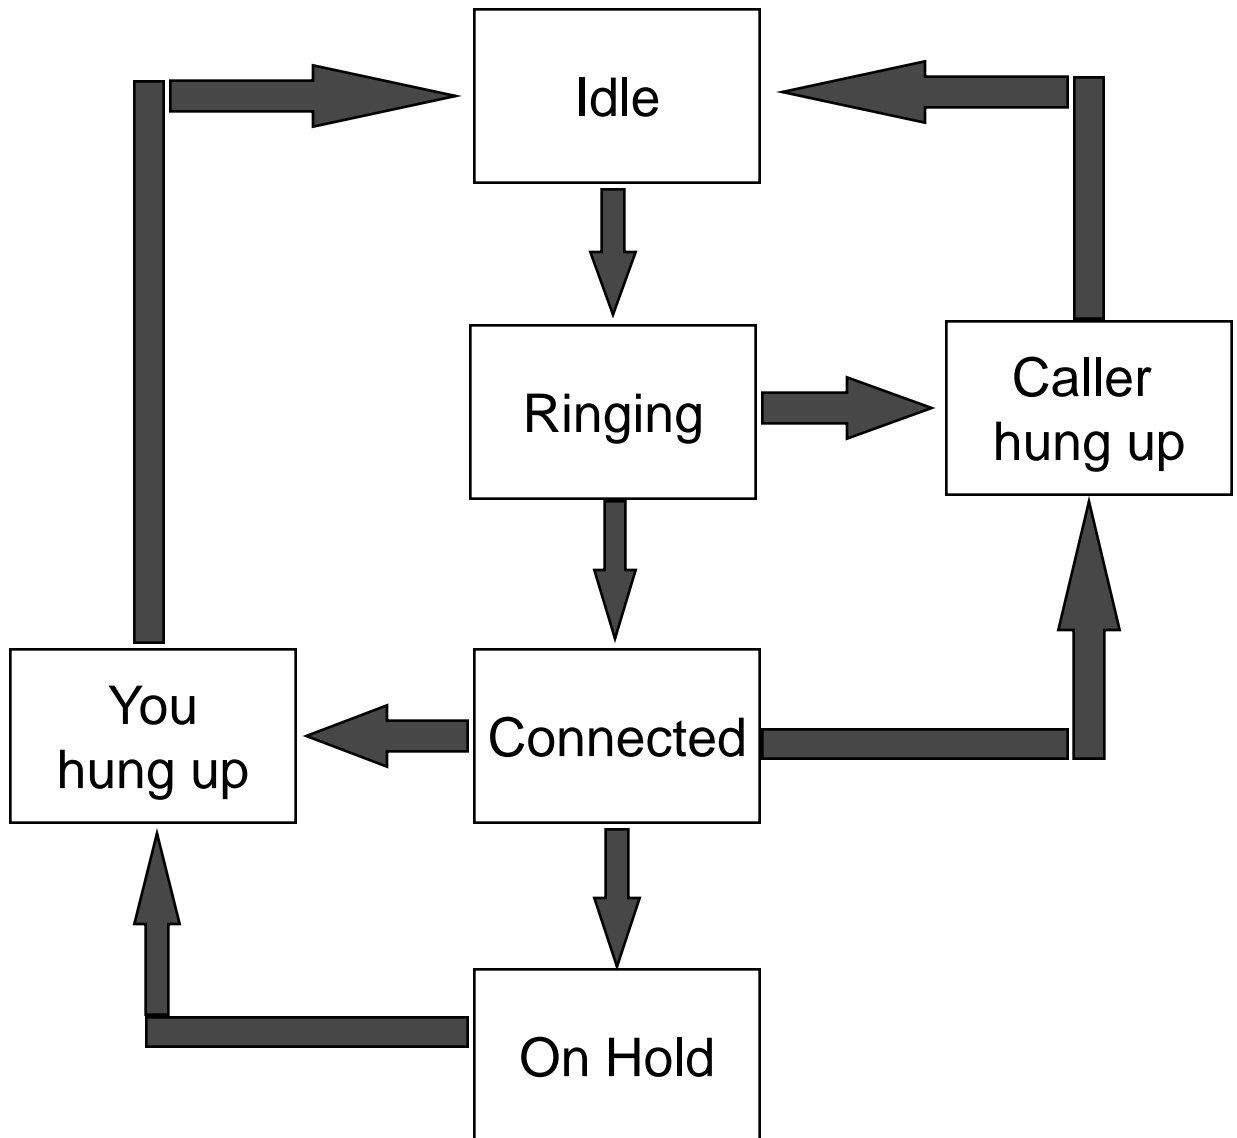 Idle
Ringing
Caller
hung up
You
hung up
Connected
On Hold